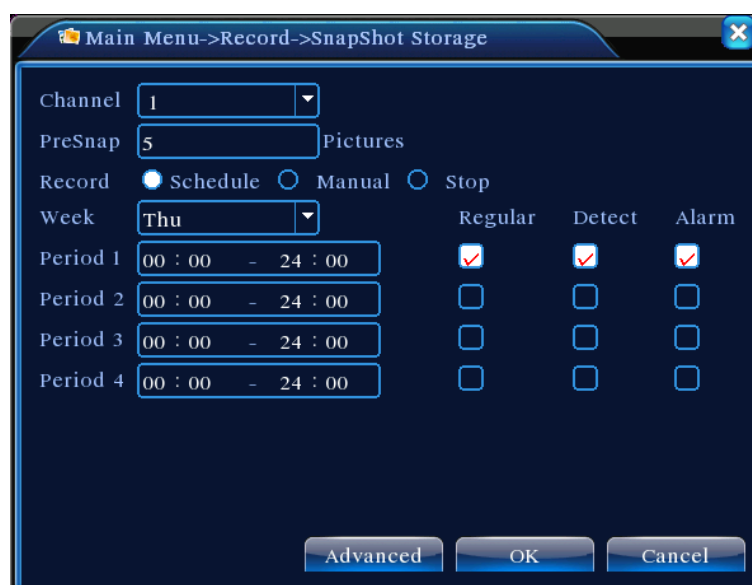 Main Menu->Record->SnapShot Storage
Channel 1
PreSnap 5 Pictures
Record Schedule Manual Stop
Week Thu Regular Detect Alarm
Period 1 00 : 00 - 24 : 00
Period 2 00 : 00 - 24 : 00
Period 3 00 : 00 - 24 : 00
Period 4 00 : 00 - 24 : 00
Advanced OK Cancel